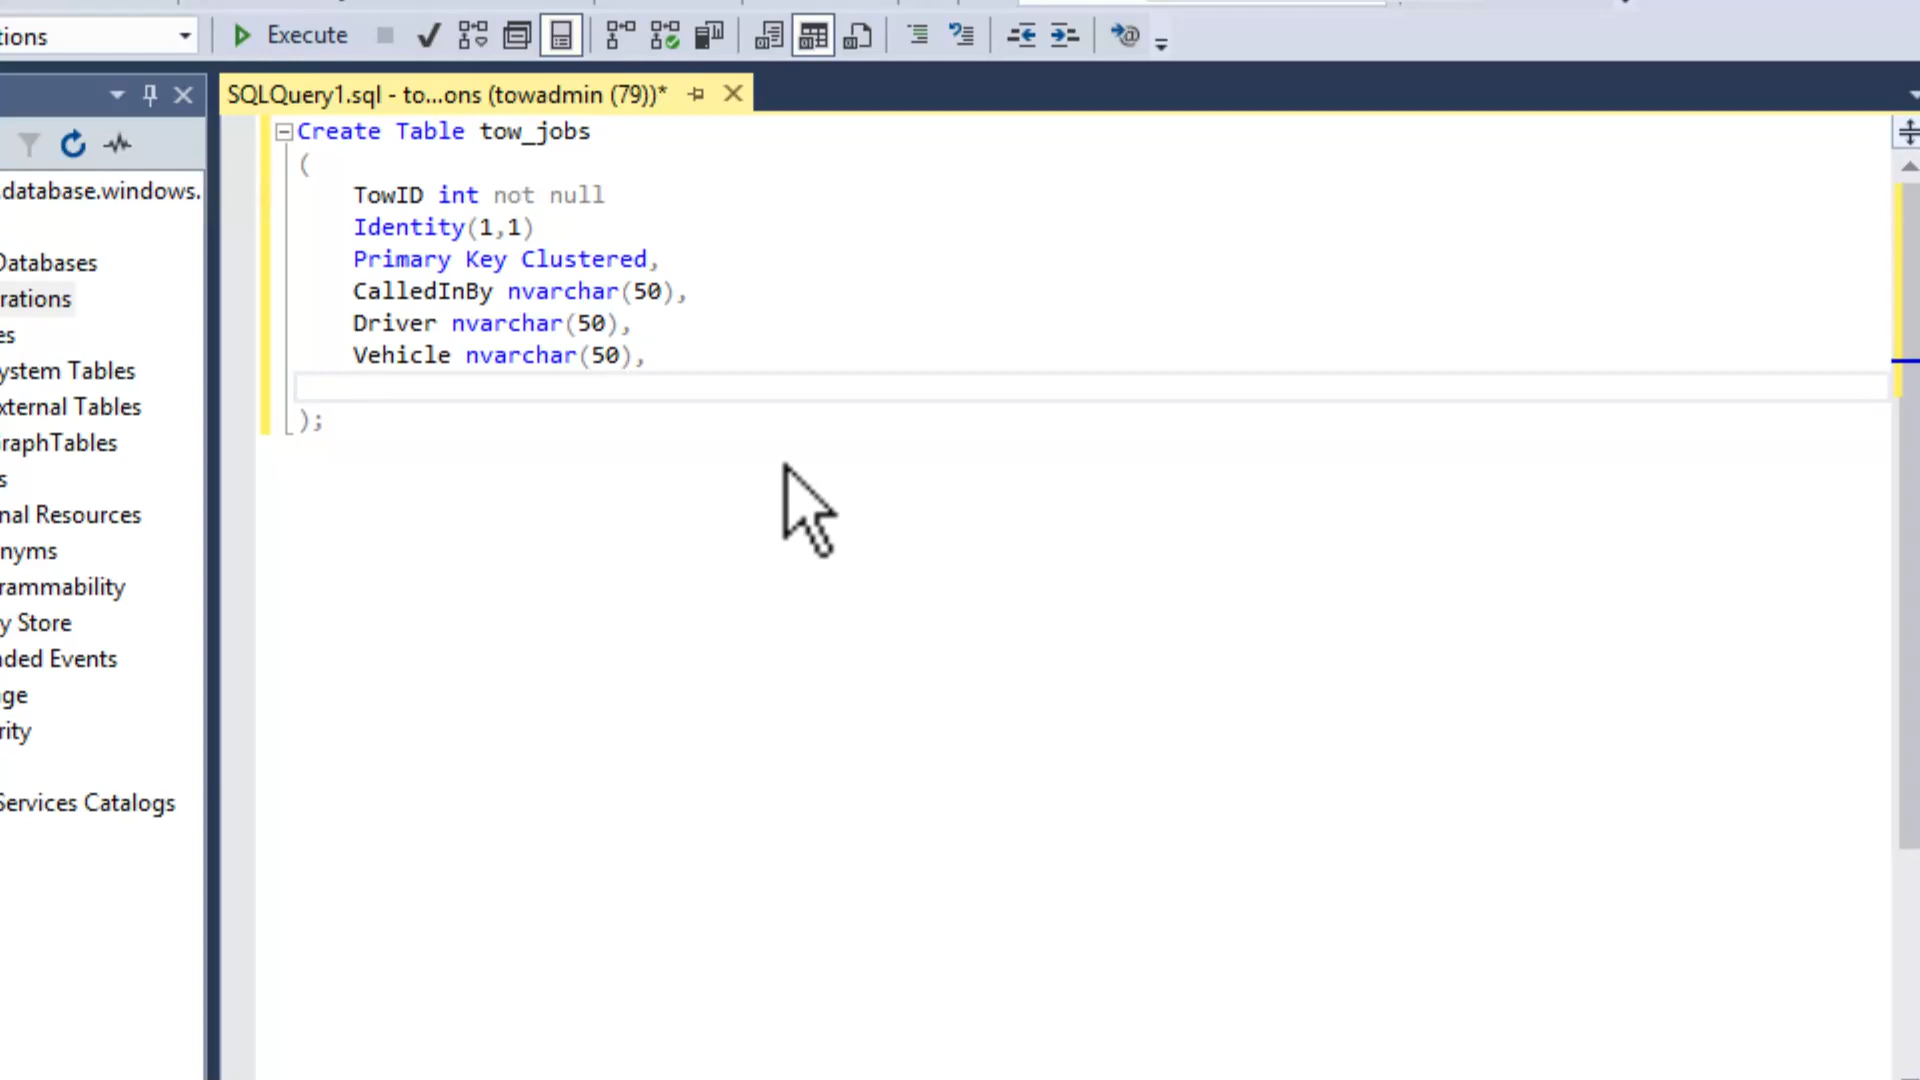 tions
Execute
SQLQuery1.sql - to...ons (towadmin (79))*
.database.windows.
Databases
rations
es
ystem Tables
xternal Tables
GraphTables
s
nal Resources
nyms
rammability
y Store
nded Events
ge
rity
Services Catalogs
Create Table tow_jobs
(
TowID int not null
Identity(1,1)
Primary Key Clustered,
CalledInBy nvarchar(50),
Driver nvarchar(50),
Vehicle nvarchar(50),
);